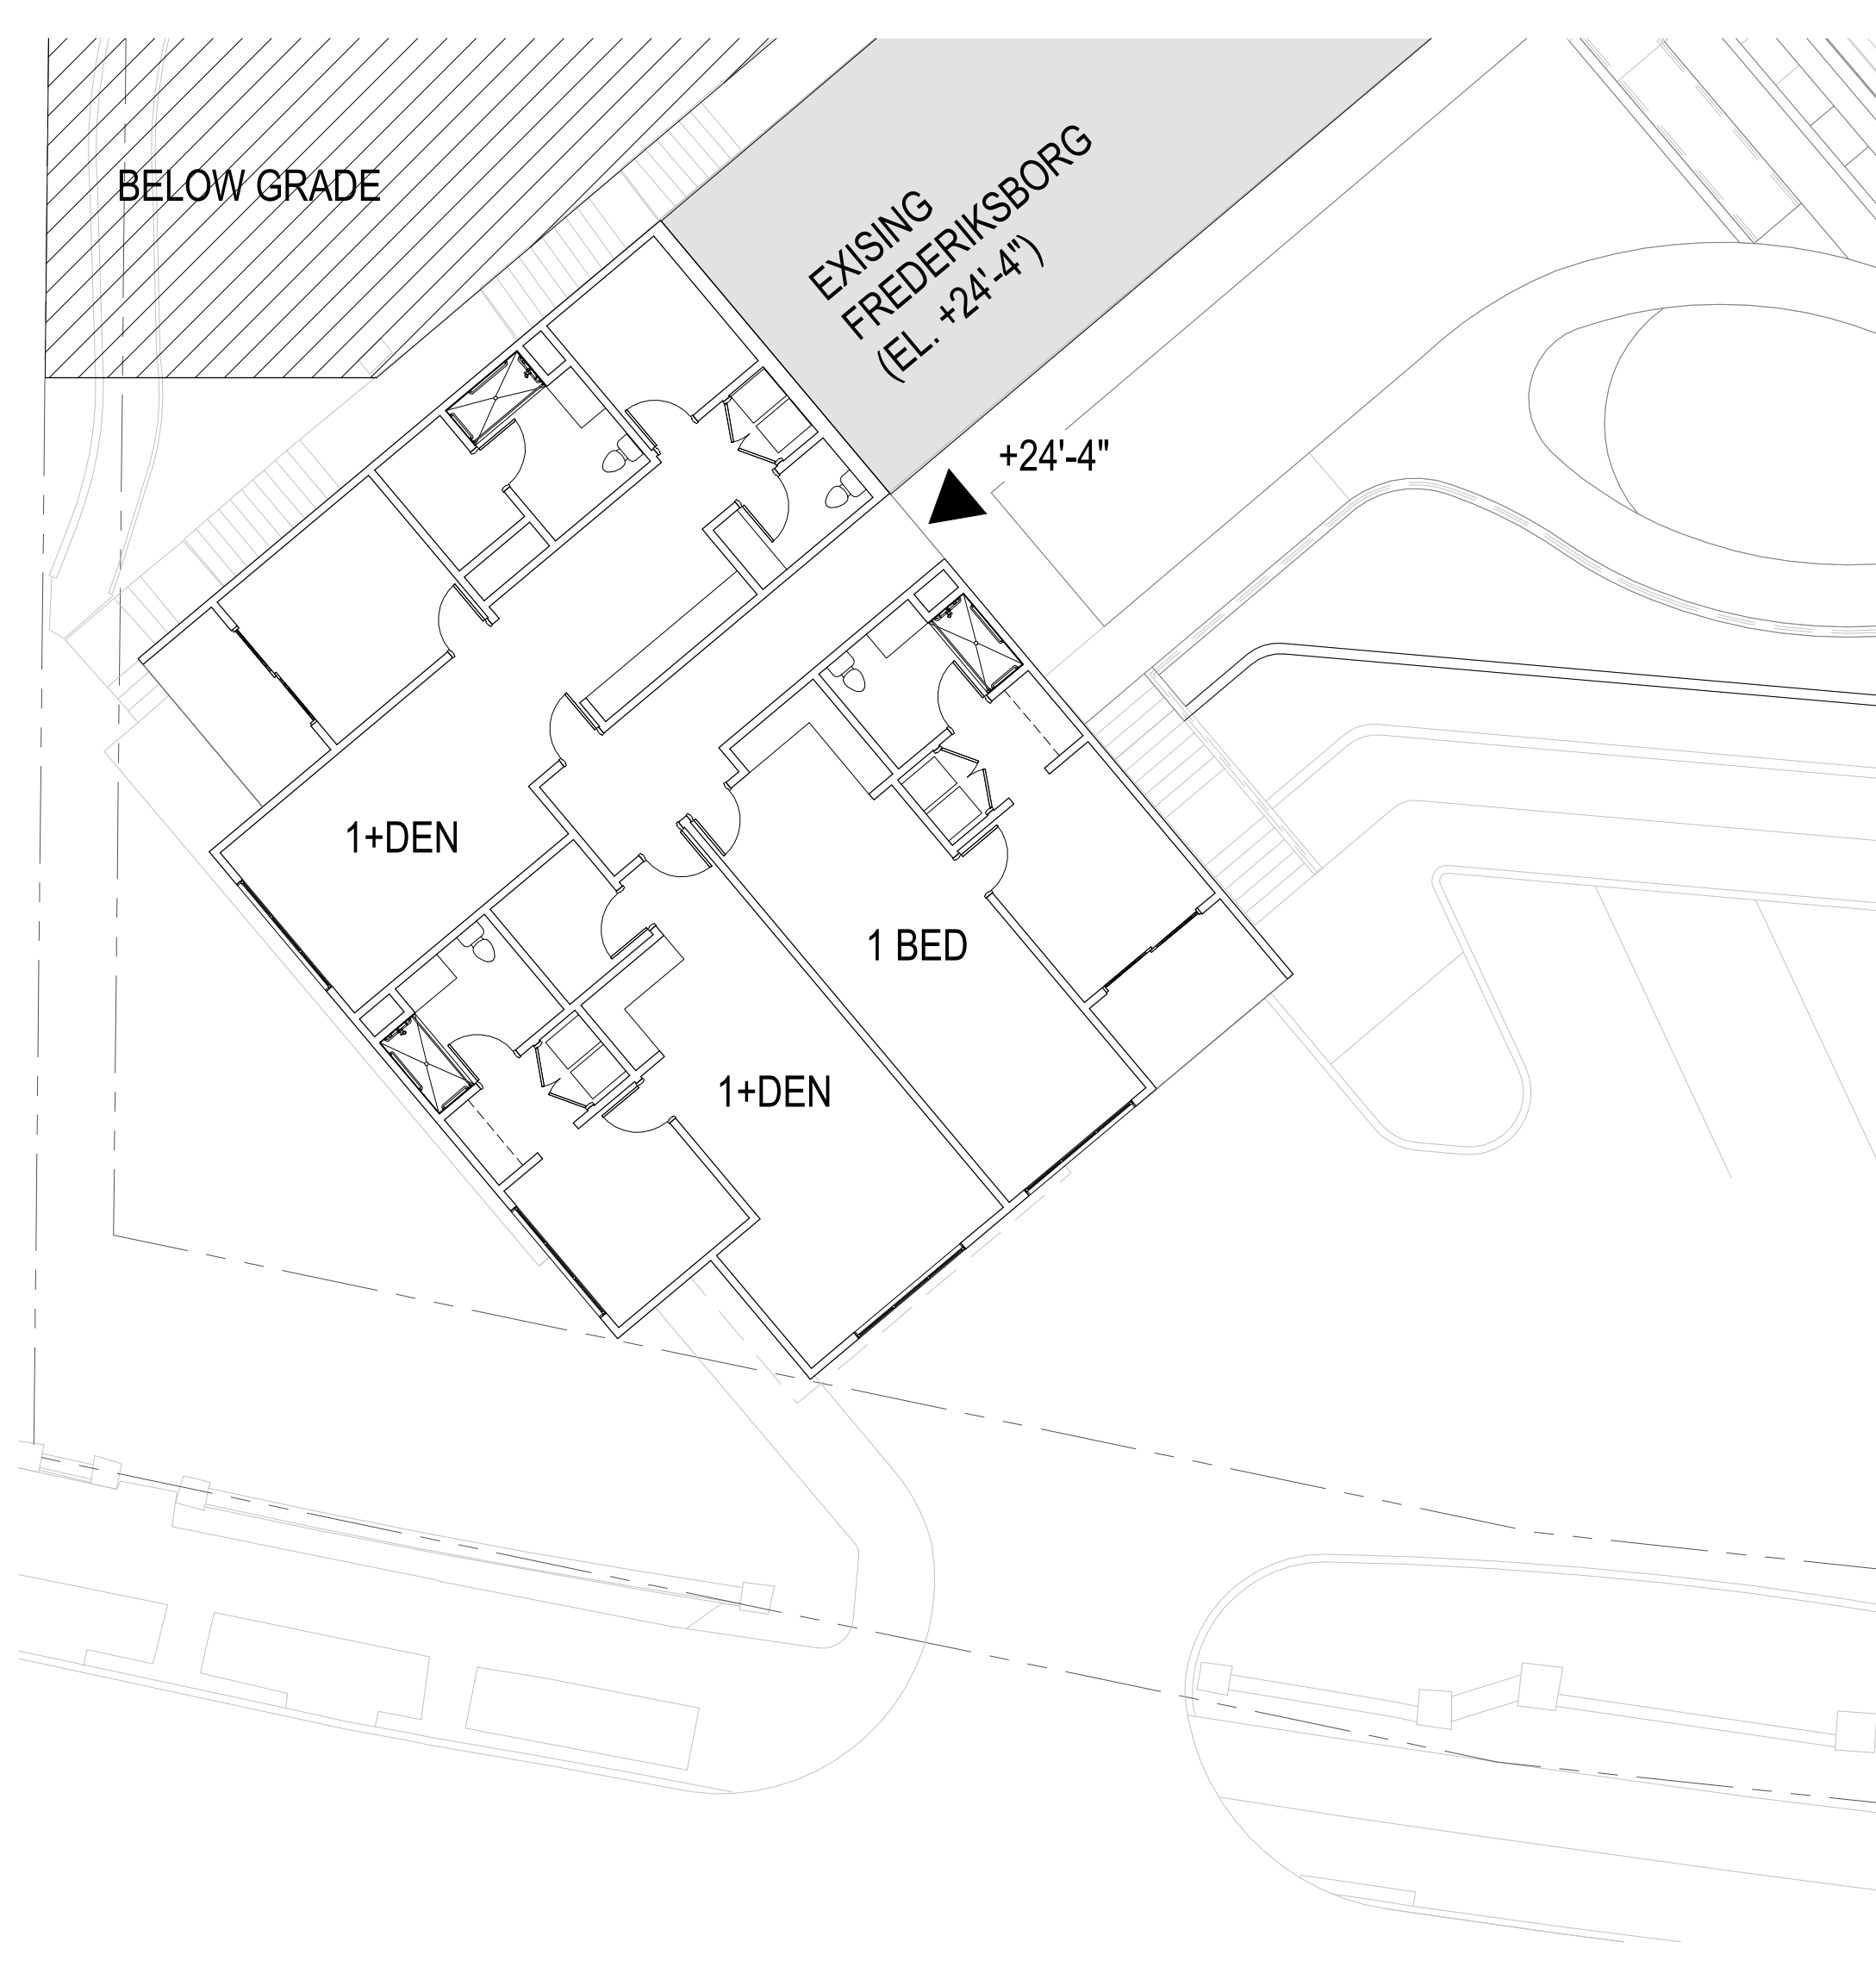 BELOW GRADE
EXISING
FREDERIKSBORG
(EL. +24'-4")
+24'-4"
1+DEN
1 BED
1+DEN